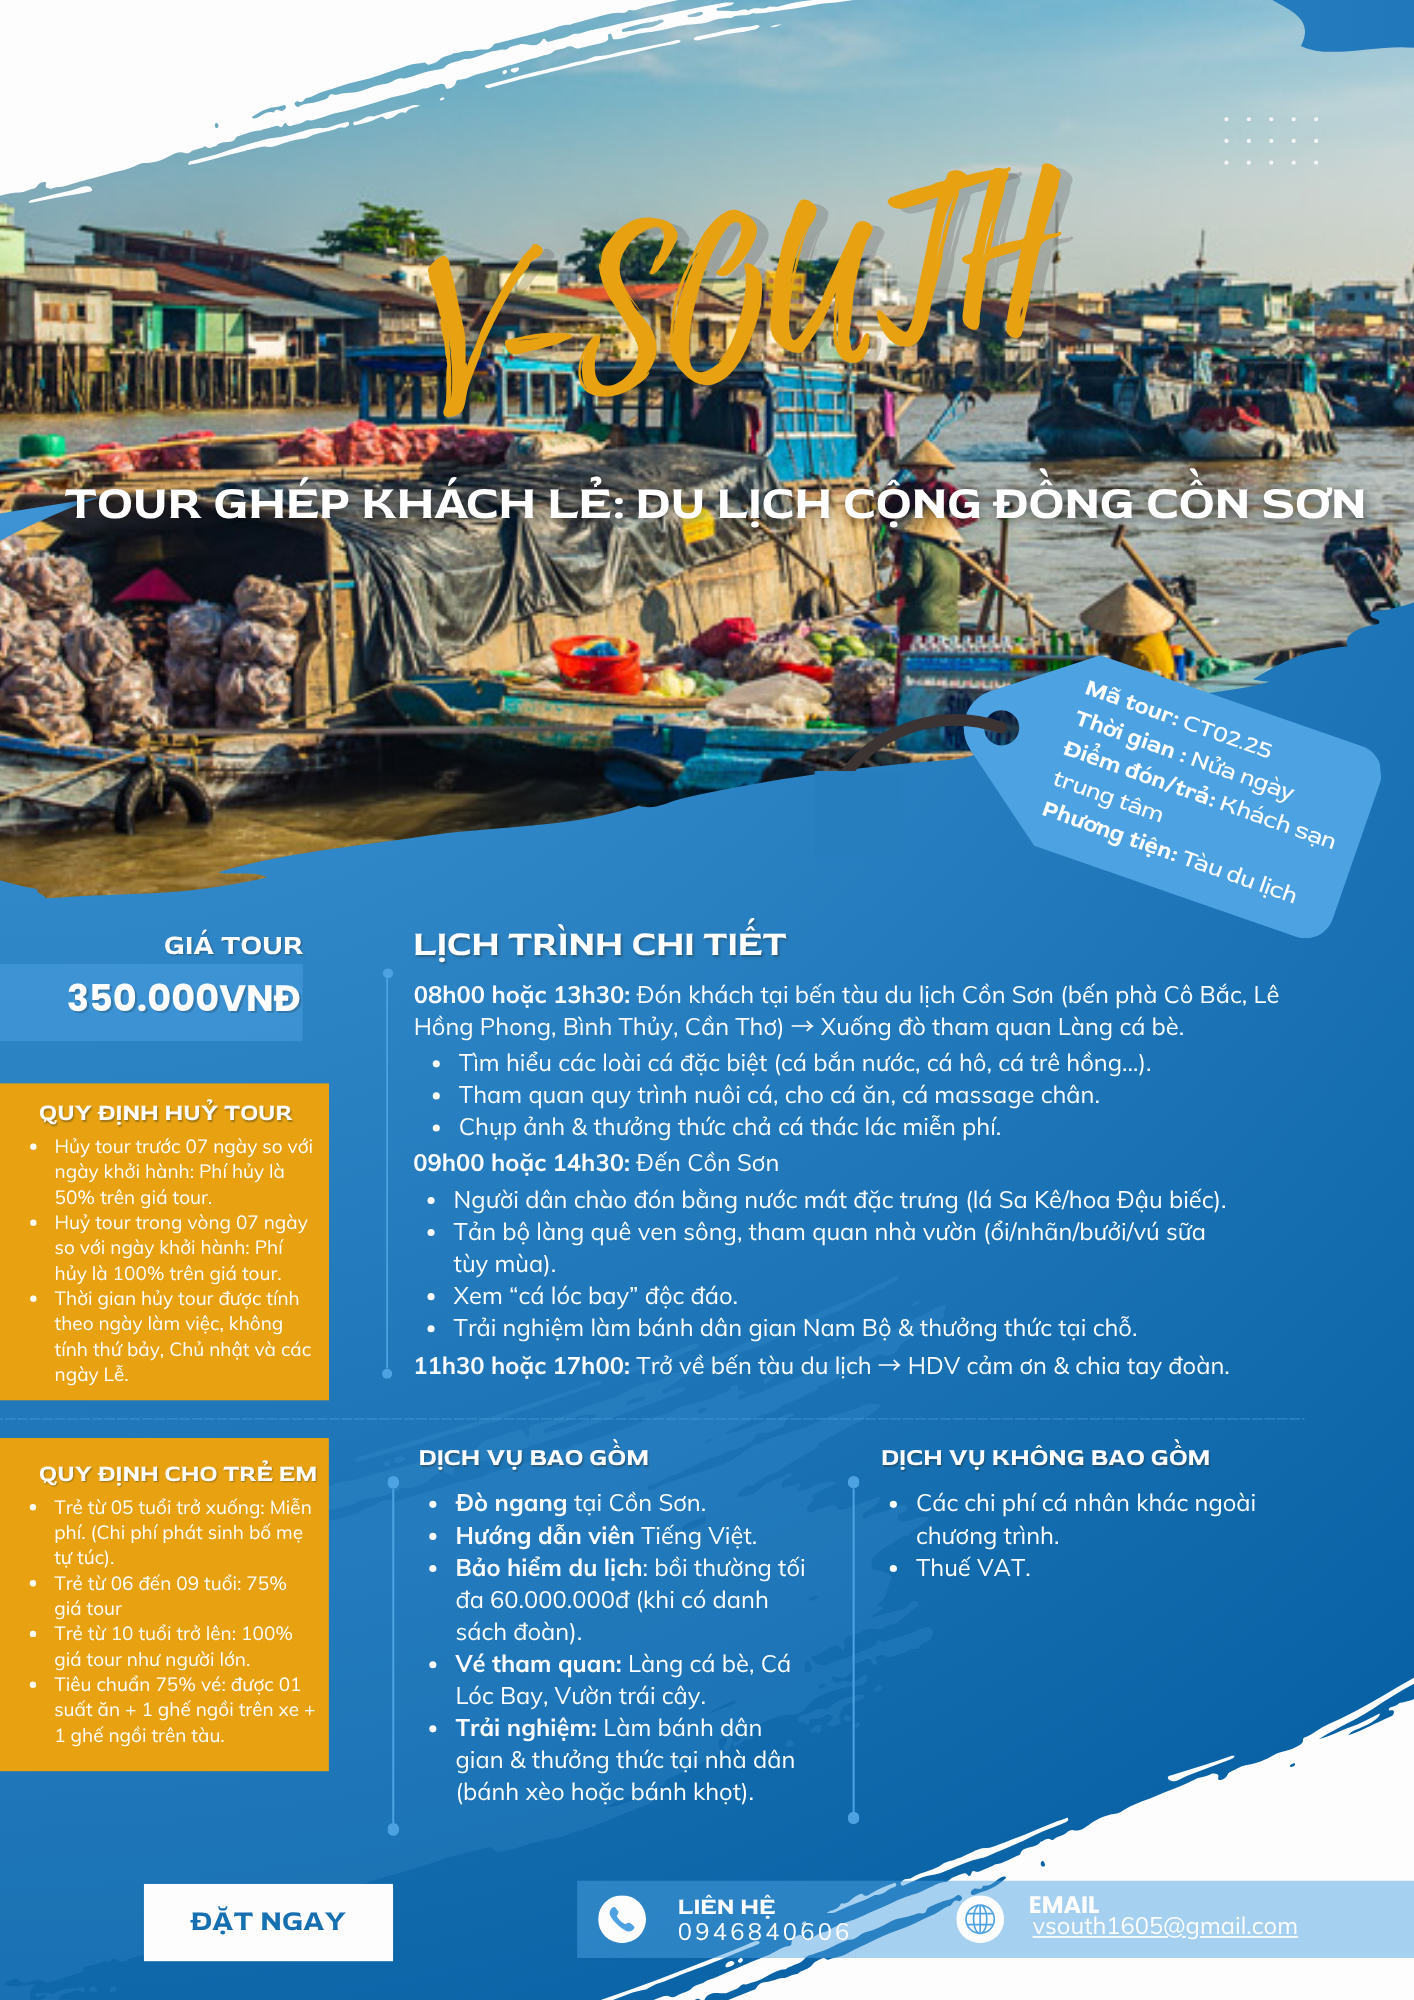 V-SOUTH
TOUR GHÉP KHÁCH LẺ: DU LỊCH CỘNG ĐỒNG CỒN SƠN
Mã tour: CT02.25
Thời gian : Nửa ngày
Điểm đón/trả: Khách sạn
trung tâm
Phương tiện: Tàu du lịch
GIÁ TOUR
350.000VNĐ
QUY ĐỊNH HUỶ TOUR
• Hủy tour trước 07 ngày so với
ngày khởi hành: Phí hủy là
50% trên giá tour.
• Huỷ tour trong vòng 07 ngày
so với ngày khởi hành: Phí
hủy là 100% trên giá tour.
• Thời gian hủy tour được tính
theo ngày làm việc, không
tính thứ bảy, Chủ nhật và các
ngày Lễ.
QUY ĐỊNH CHO TRẺ EM
• Trẻ từ 05 tuổi trở xuống: Miễn
phí. (Chi phí phát sinh bố mẹ
tự túc).
• Trẻ từ 06 đến 09 tuổi: 75%
giá tour
• Trẻ từ 10 tuổi trở lên: 100%
giá tour như người lớn.
• Tiêu chuẩn 75% vé: được 01
suất ăn + 1 ghế ngồi trên xe +
1 ghế ngồi trên tàu.
LỊCH TRÌNH CHI TIẾT
08h00 hoặc 13h30: Đón khách tại bến tàu du lịch Cồn Sơn (bến phà Cô Bắc, Lê
Hồng Phong, Bình Thủy, Cần Thơ) → Xuống đò tham quan Làng cá bè.
• Tìm hiểu các loài cá đặc biệt (cá bắn nước, cá hô, cá trê hồng...).
• Tham quan quy trình nuôi cá, cho cá ăn, cá massage chân.
• Chụp ảnh & thưởng thức chả cá thác lác miễn phí.
09h00 hoặc 14h30: Đến Cồn Sơn
• Người dân chào đón bằng nước mát đặc trưng (lá Sa Kê/hoa Đậu biếc).
• Tản bộ làng quê ven sông, tham quan nhà vườn (ổi/nhãn/bưởi/vú sữa
tùy mùa).
• Xem “cá lóc bay” độc đáo.
• Trải nghiệm làm bánh dân gian Nam Bộ & thưởng thức tại chỗ.
11h30 hoặc 17h00: Trở về bến tàu du lịch → HDV cảm ơn & chia tay đoàn.
DỊCH VỤ BAO GỒM
• Đò ngang tại Cồn Sơn.
• Hướng dẫn viên Tiếng Việt.
• Bảo hiểm du lịch: bồi thường tối
đa 60.000.000đ (khi có danh
sách đoàn).
• Vé tham quan: Làng cá bè, Cá
Lóc Bay, Vườn trái cây.
• Trải nghiệm: Làm bánh dân
gian & thưởng thức tại nhà dân
(bánh xèo hoặc bánh khọt).
DỊCH VỤ KHÔNG BAO GỒM
• Các chi phí cá nhân khác ngoài
chương trình.
• Thuế VAT.
ĐẶT NGAY
LIÊN HỆ
0946840606
EMAIL
vsouth1605@gmail.com